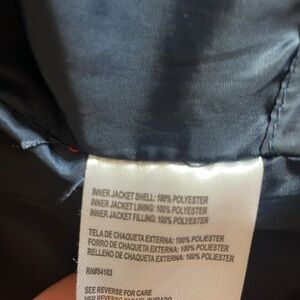 INNER JACKET SHELL: 100% POLYESTER
INNER JACKET LINING: 100% POLYESTER
INNER JACKET FILLING: 100% POLYESTER
TELA DE CHAQUETA EXTERNA: 100% POLIESTER
FORRO DE CHAQUETA EXTERNA: 100% POLIESTER
RELLENO DE CHAQUETA EXTERNA: 100% POLIESTER
RN#54163
SEE REVERSE FOR CARE